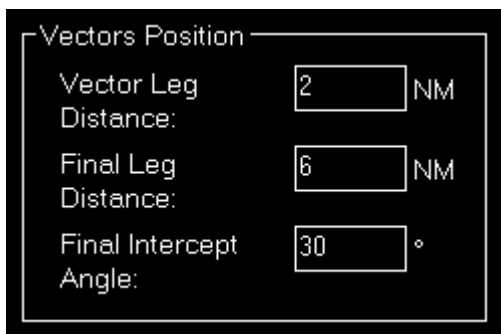 Vectors Position
Vector Leg 2 NM
Distance:
Final Leg 6 NM
Distance:
Final Intercept 30 °
Angle: